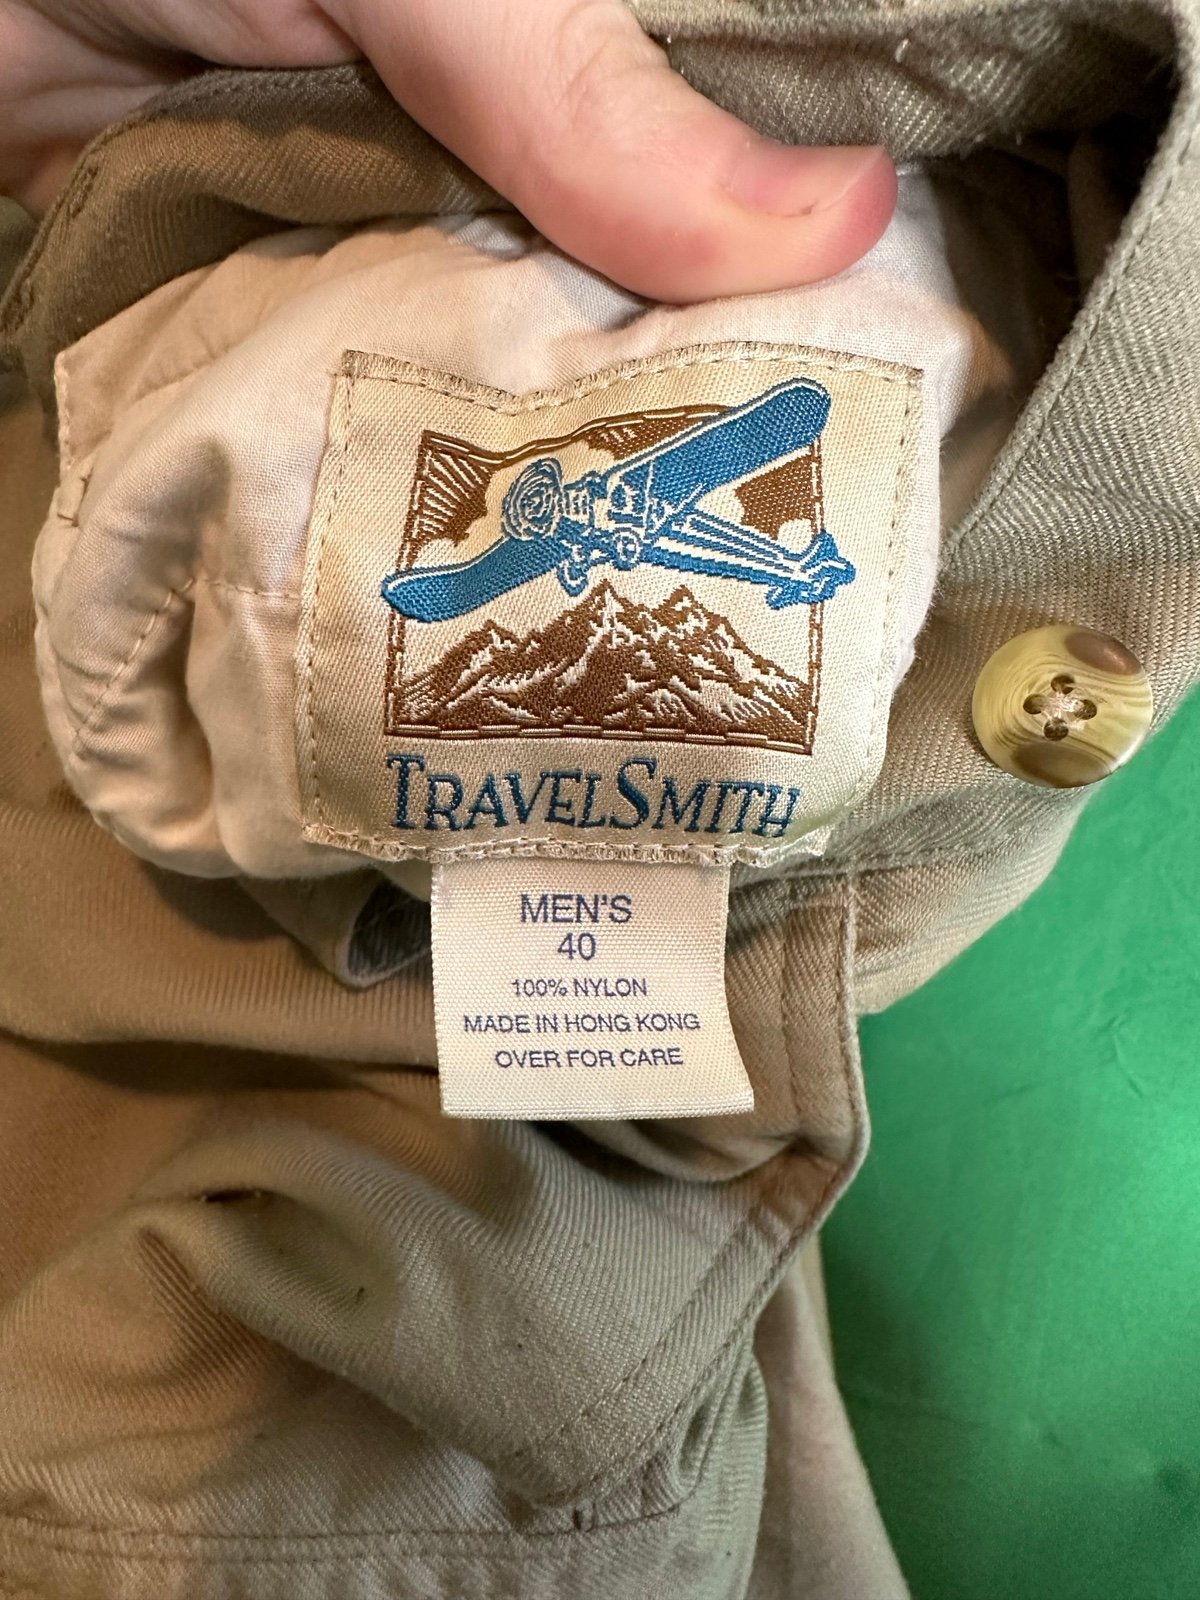 TRAVELSMITH
MEN'S
40
100% NYLON
MADE IN HONG KONG
OVER FOR CARE